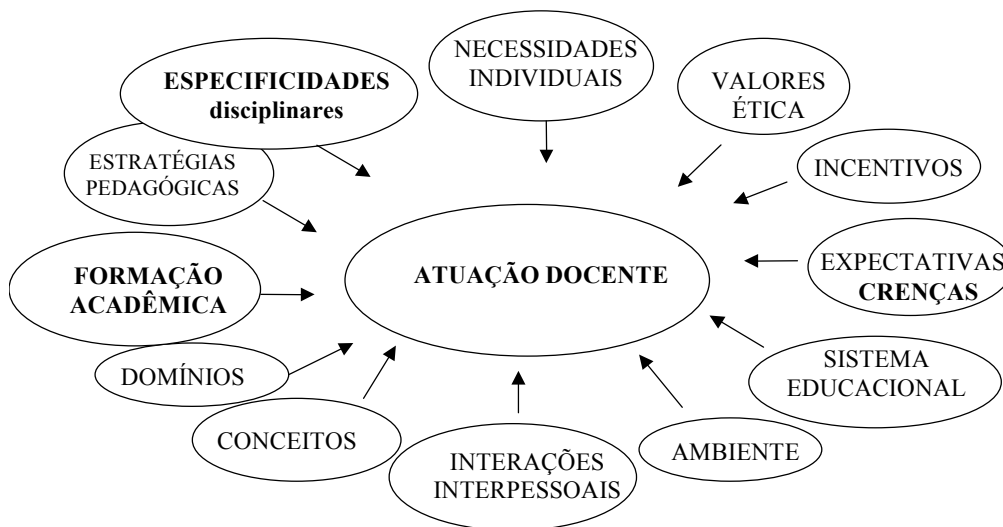 NECESSIDADES
INDIVIDUAIS
ESPECIFICIDADES
disciplinares
VALORES
ÉTICA
ESTRATÉGIAS
PEDAGÓGICAS
INCENTIVOS
FORMAÇÃO
ACADÊMICA
ATUAÇÃO DOCENTE
EXPECTATIVAS
CRENÇAS
DOMÍNIOS
SISTEMA
EDUCACIONAL
CONCEITOS
INTERAÇÕES
INTERPESSOAIS
AMBIENTE